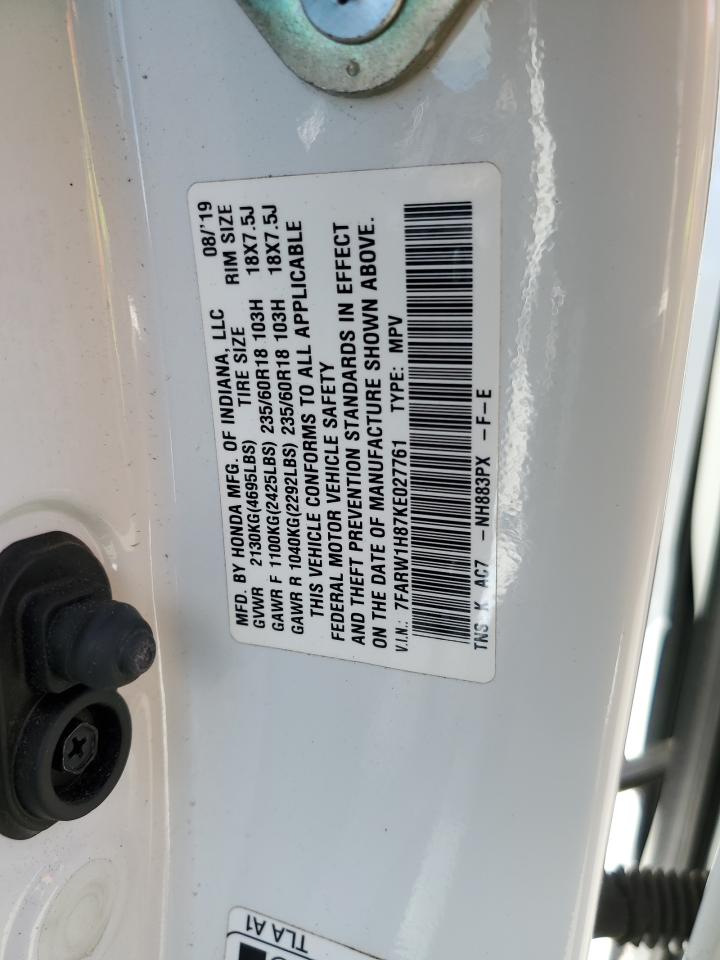 MFD. BY HONDA MFG. OF INDIANA, LLC 08/'19
GVWR 2130KG(4695LBS) TIRE SIZE RIM SIZE
GAWR F 1100KG(2425LBS) 235/60R18 103H 18X7.5J
GAWR R 1040KG(2292LBS) 235/60R18 103H 18X7.5J
THIS VEHICLE CONFORMS TO ALL APPLICABLE
FEDERAL MOTOR VEHICLE SAFETY
AND THEFT PREVENTION STANDARDS IN EFFECT
ON THE DATE OF MANUFACTURE SHOWN ABOVE.
V.I.N.: 7FARW1H87KE027761 TYPE: MPV
TNS K AC7 -NH883PX -F-E
TLA A1